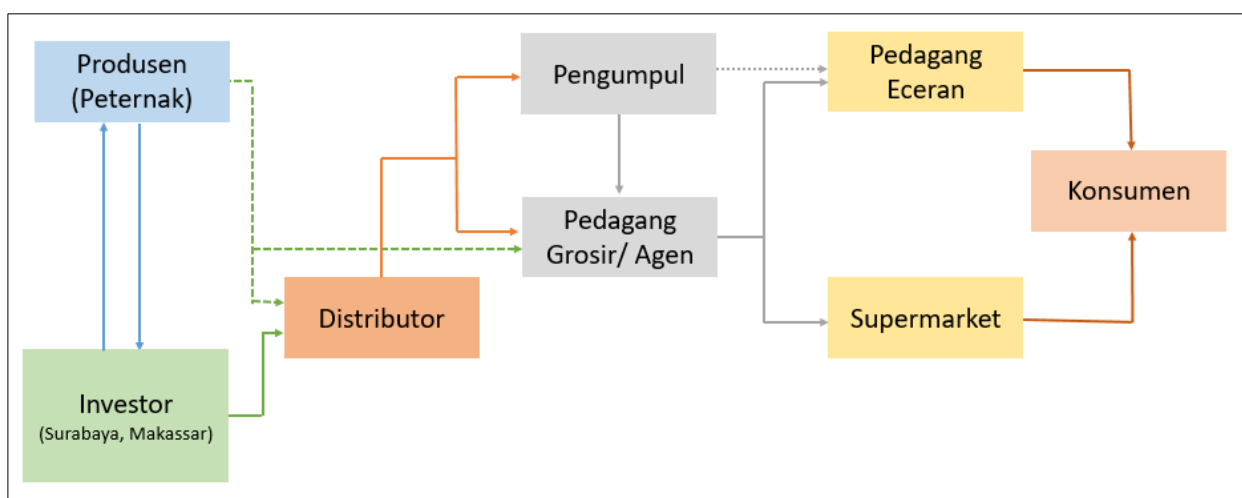 Produsen
(Peternak)
Pengumpul
Pedagang
Eceran
Konsumen
Pedagang
Grosir/ Agen
Distributor
Supermarket
Investor
(Surabaya, Makassar)